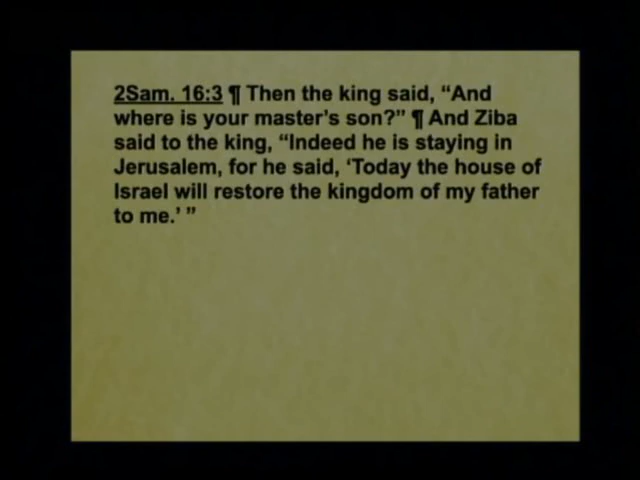 2Sam. 16:3 ¶ Then the king said, “And
where is your master’s son?” ¶ And Ziba
said to the king, “Indeed he is staying in
Jerusalem, for he said, ‘Today the house of
Israel will restore the kingdom of my father
to me.’ ”